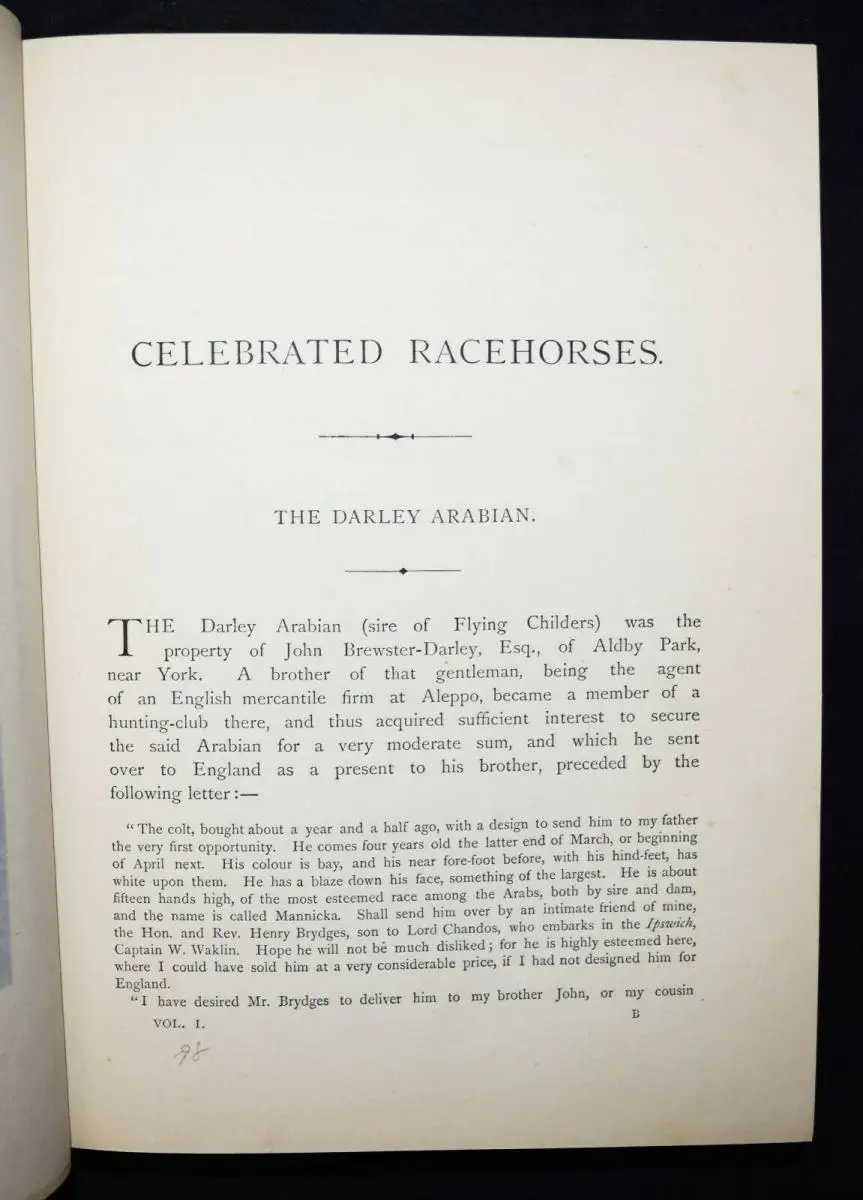 CELEBRATED RACEHORSES.
THE DARLEY ARABIAN.
THE Darley Arabian (sire of Flying Childers) was the
property of John Brewster-Darley, Esq., of Aldby Park,
near York. A brother of that gentleman, being the agent
of an English mercantile firm at Aleppo, became a member of a
hunting-club there, and thus acquired sufficient interest to secure
the said Arabian for a very moderate sum, and which he sent
over to England as a present to his brother, preceded by the
following letter:—
"The colt, bought about a year and a half ago, with a design to send him to my father
the very first opportunity. He comes four years old the latter end of March, or beginning
of April next. His colour is bay, and his near fore-foot before, with his hind-feet, has
white upon them. He has a blaze down his face, something of the largest. He is about
fifteen hands high, of the most esteemed race among the Arabs, both by sire and dam,
and the name is called Mannicka. Shall send him over by an intimate friend of mine,
the Hon. and Rev. Henry Brydges, son to Lord Chandos, who embarks in the Ipswich,
Captain W. Waklin. Hope he will not be much disliked; for he is highly esteemed here,
where I could have sold him at a very considerable price, if I had not designed him for
England.
"I have desired Mr. Brydges to deliver him to my brother John, or my cousin
VOL. I. B
98